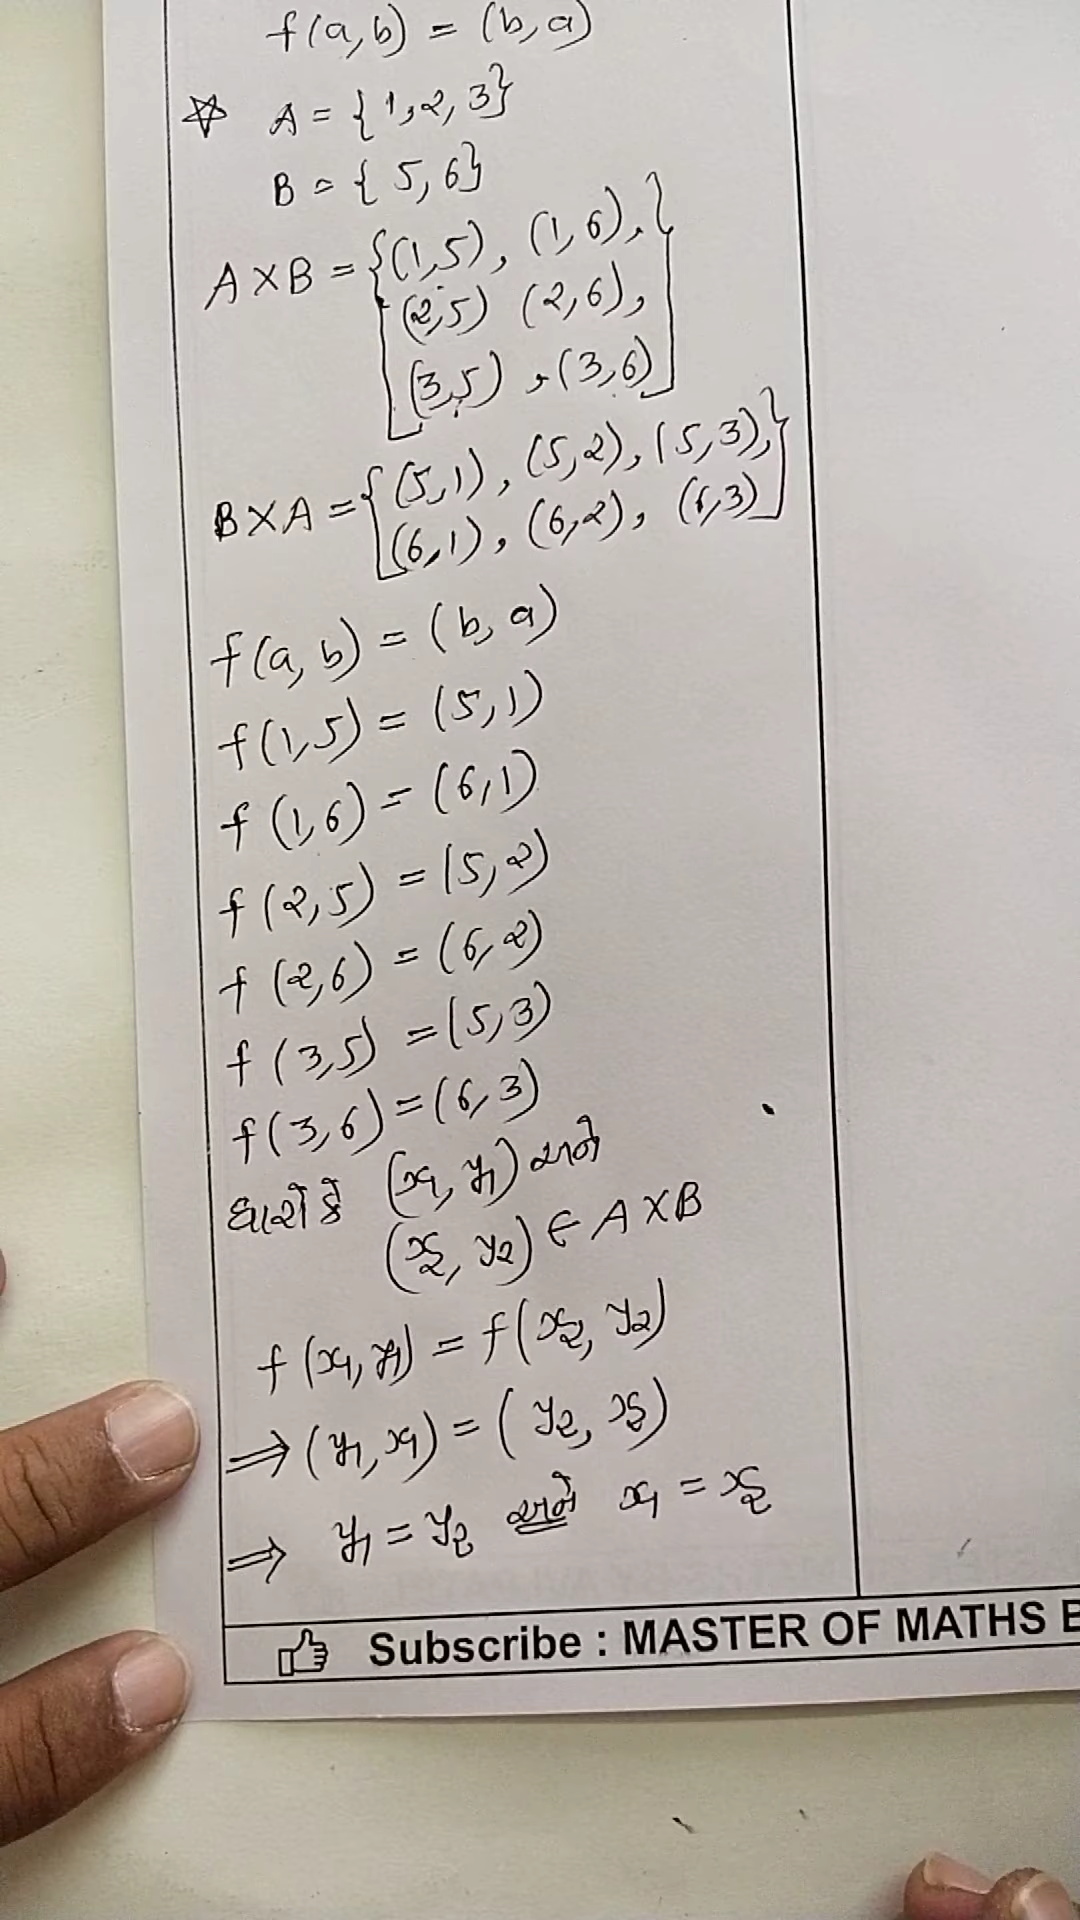 f(a, b) = (b, a)
☆ A = {1, 2, 3}
B = {5, 6}
A × B = {(1,5), (1,6),
(2,5) (2,6),
(3,5), (3,6)}
B × A = {(5,1), (5,2), (5,3),
(6,1), (6,2), (6,3)}
f(a, b) = (b, a)
f(1,5) = (5,1)
f(1,6) = (6,1)
f(2,5) = (5,2)
f(2,6) = (6,2)
f(3,5) = (5,3)
f(3,6) = (6,3)
ધારો કે (x₁, y₁) અને
(x₂, y₂) ∈ A × B
f(x₁, y₁) = f(x₂, y₂)
⇒ (y₁, x₁) = (y₂, x₂)
⇒ y₁ = y₂ અને x₁ = x₂
Subscribe : MASTER OF MATHS